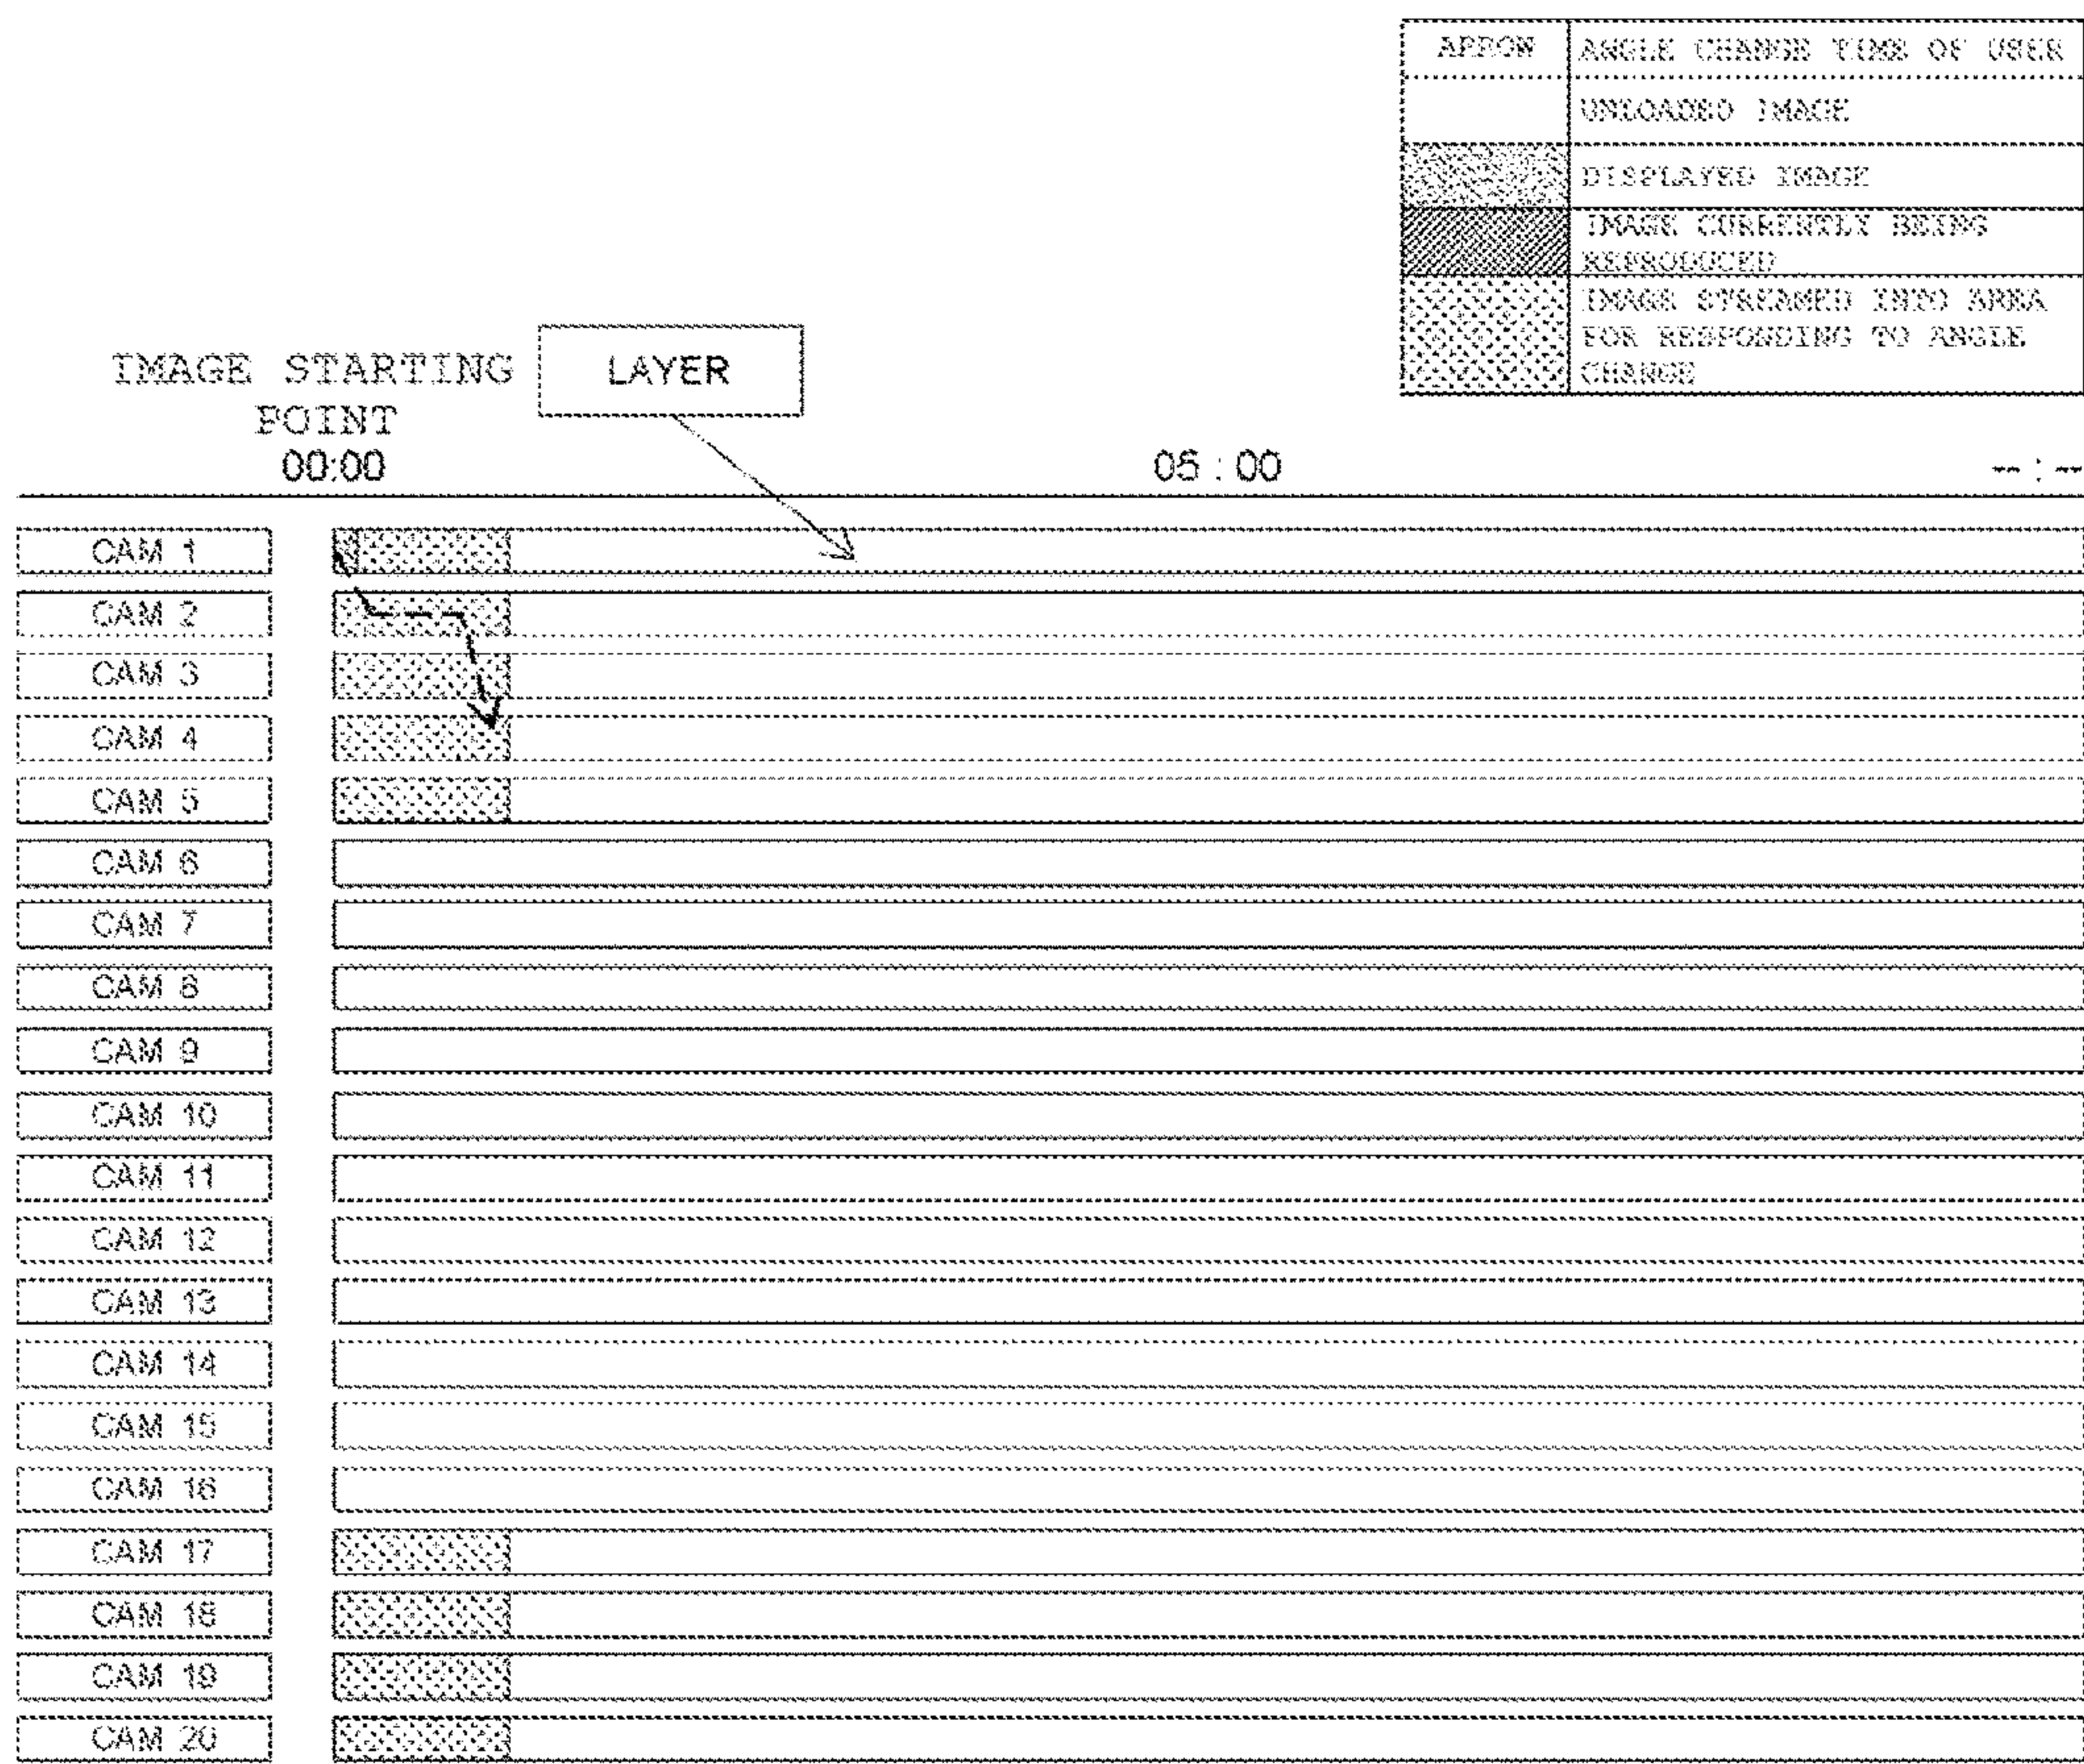 ARROW ANGLE CHANGE TIME OF USER
UNLOADED IMAGE
DISPLAYED IMAGE
IMAGE CURRENTLY BEING
REPRODUCED
IMAGE STREAMED INTO AREA
FOR RESPONDING TO ANGLE
CHANGE
IMAGE STARTING
POINT
LAYER
00:00 05 : 00 -- : --
CAM 1
CAM 2
CAM 3
CAM 4
CAM 5
CAM 6
CAM 7
CAM 8
CAM 9
CAM 10
CAM 11
CAM 12
CAM 13
CAM 14
CAM 15
CAM 16
CAM 17
CAM 18
CAM 19
CAM 20